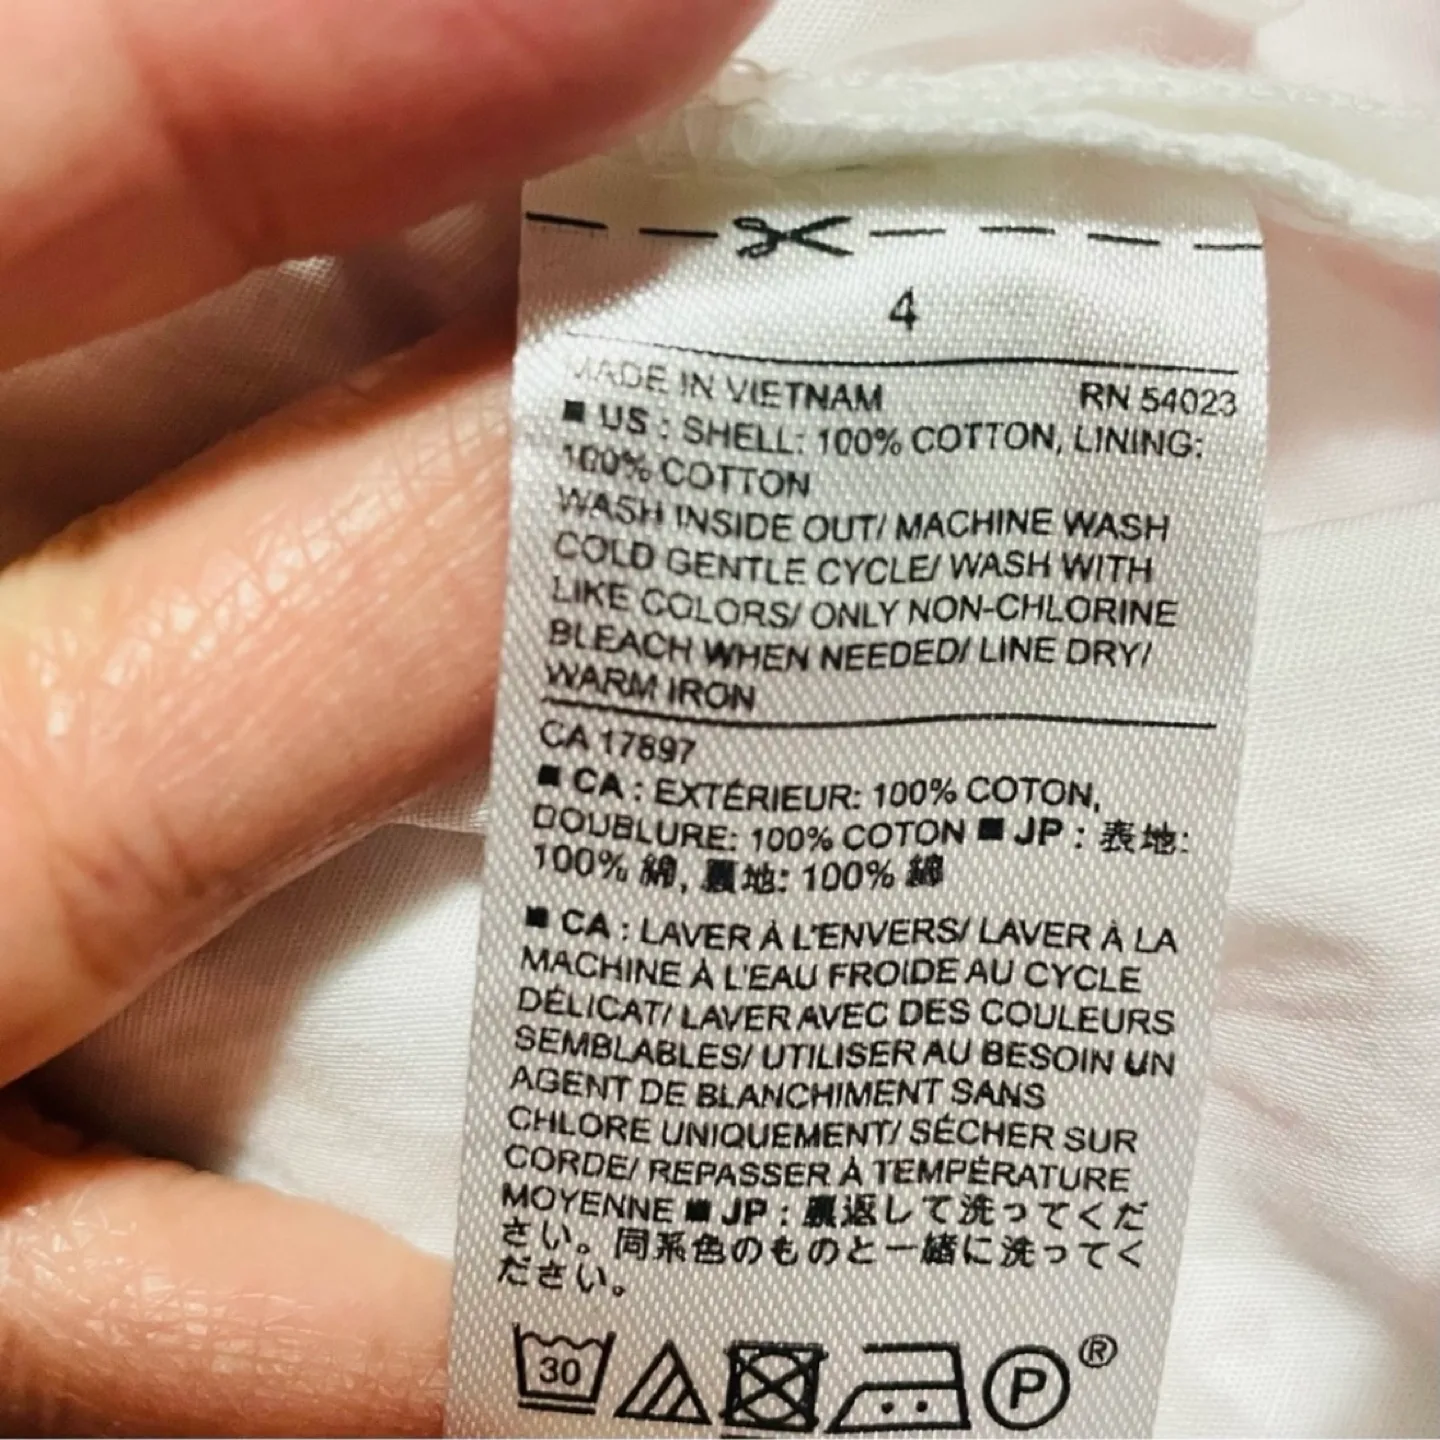 4
MADE IN VIETNAM RN 54023
■ US : SHELL: 100% COTTON, LINING:
100% COTTON
WASH INSIDE OUT/ MACHINE WASH
COLD GENTLE CYCLE/ WASH WITH
LIKE COLORS/ ONLY NON-CHLORINE
BLEACH WHEN NEEDED/ LINE DRY/
WARM IRON
CA 17897
■ CA : EXTÉRIEUR: 100% COTON,
DOUBLURE: 100% COTON ■ JP : 表地:
100% 綿, 裏地: 100% 綿
■ CA : LAVER À L'ENVERS/ LAVER À LA
MACHINE À L'EAU FROIDE AU CYCLE
DÉLICAT/ LAVER AVEC DES COULEURS
SEMBLABLES/ UTILISER AU BESOIN UN
AGENT DE BLANCHIMENT SANS
CHLORE UNIQUEMENT/ SÉCHER SUR
CORDE/ REPASSER À TEMPÉRATURE
MOYENNE ■ JP : 裏返して洗ってくだ
さい。同系色のものと一緒に洗ってく
ださい。
30 P ®